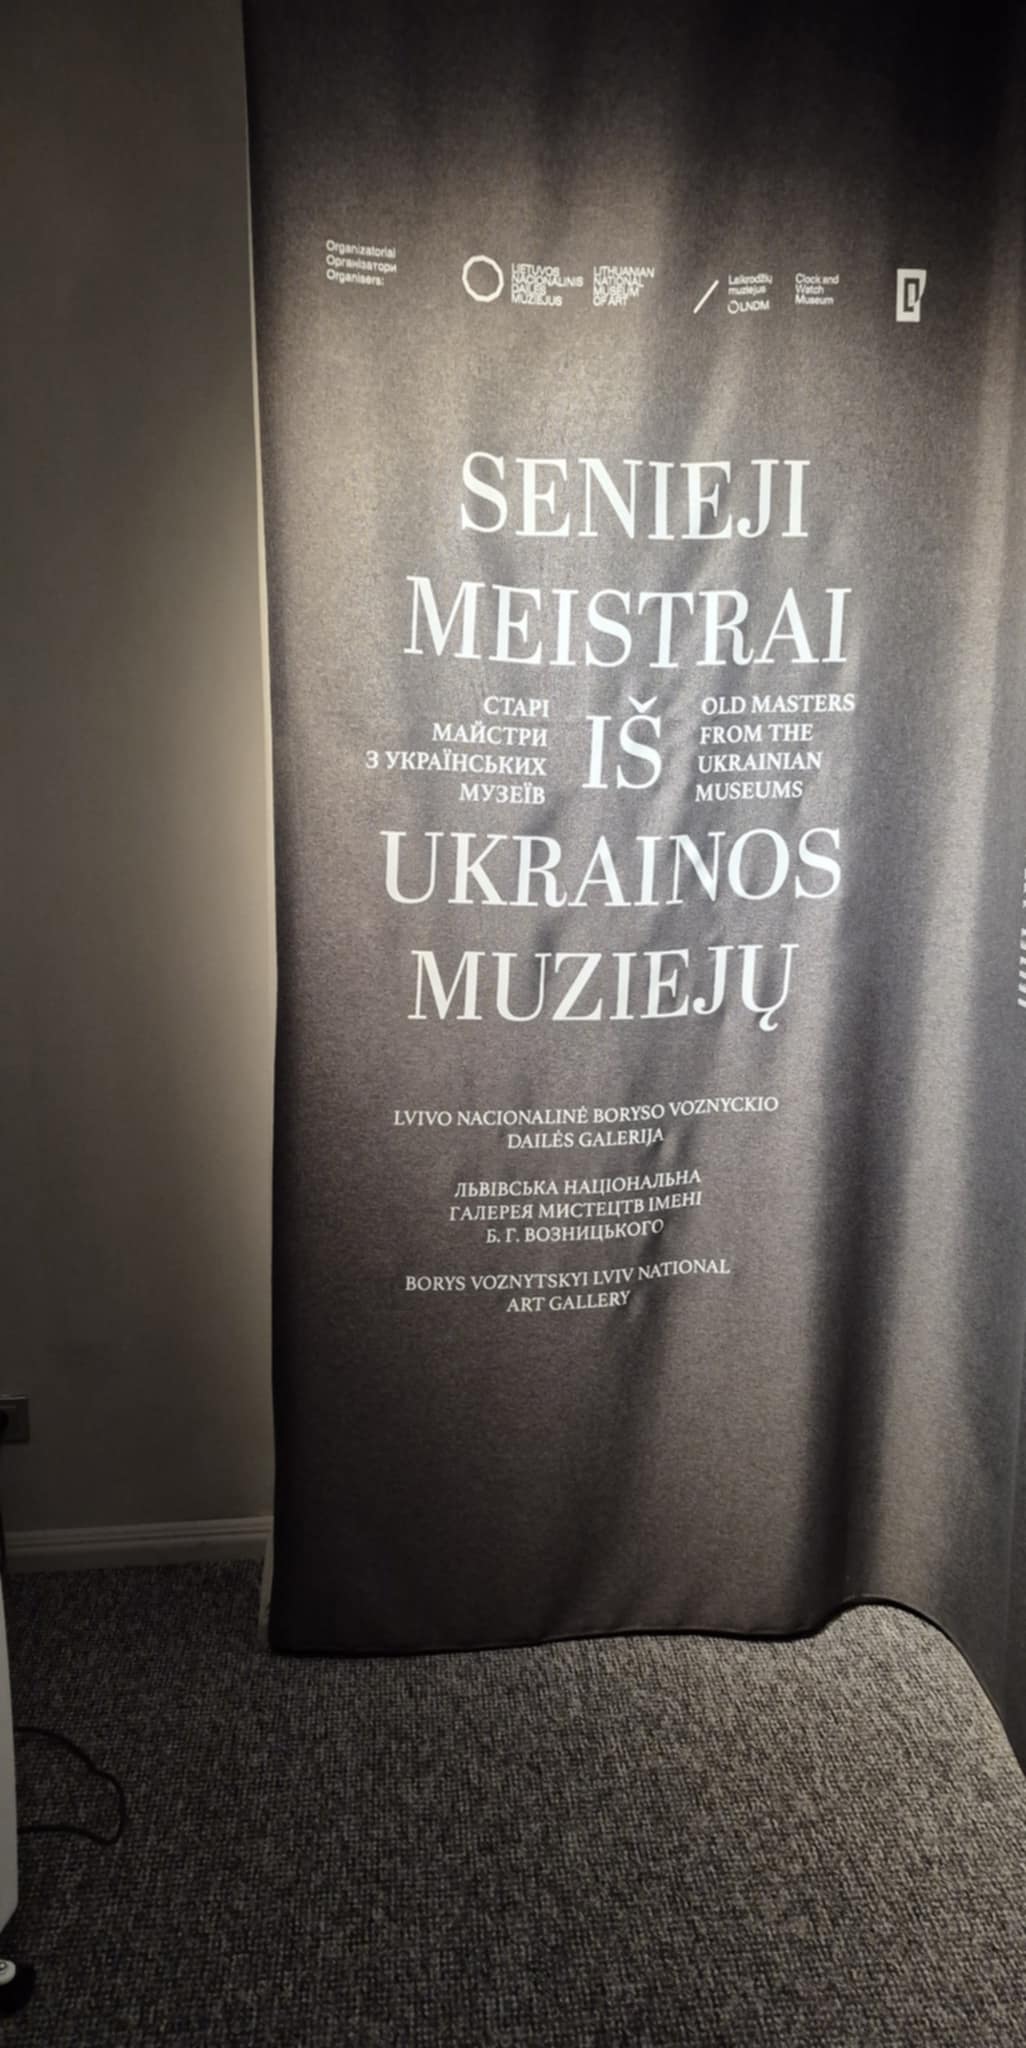 Organizatoriai
Організатори
Organisers:
LIETUVOS
NACIONALINIS
DAILĖS
MUZIEJUS
LITHUANIAN
NATIONAL
MUSEUM
OF ART
Laikrodžių
muziejus
LNDM
Clock and
Watch
Museum
SENIEJI
MEISTRAI
СТАРІ
МАЙСТРИ
З УКРАЇНСЬКИХ
МУЗЕЇВ
IŠ
OLD MASTERS
FROM THE
UKRAINIAN
MUSEUMS
UKRAINOS
MUZIEJŲ
LVIVO NACIONALINĖ BORYSO VOZNYCKIO
DAILĖS GALERIJA
ЛЬВІВСЬКА НАЦІОНАЛЬНА
ГАЛЕРЕЯ МИСТЕЦТВ ІМЕНІ
Б. Г. ВОЗНИЦЬКОГО
BORYS VOZNYTSKYI LVIV NATIONAL
ART GALLERY